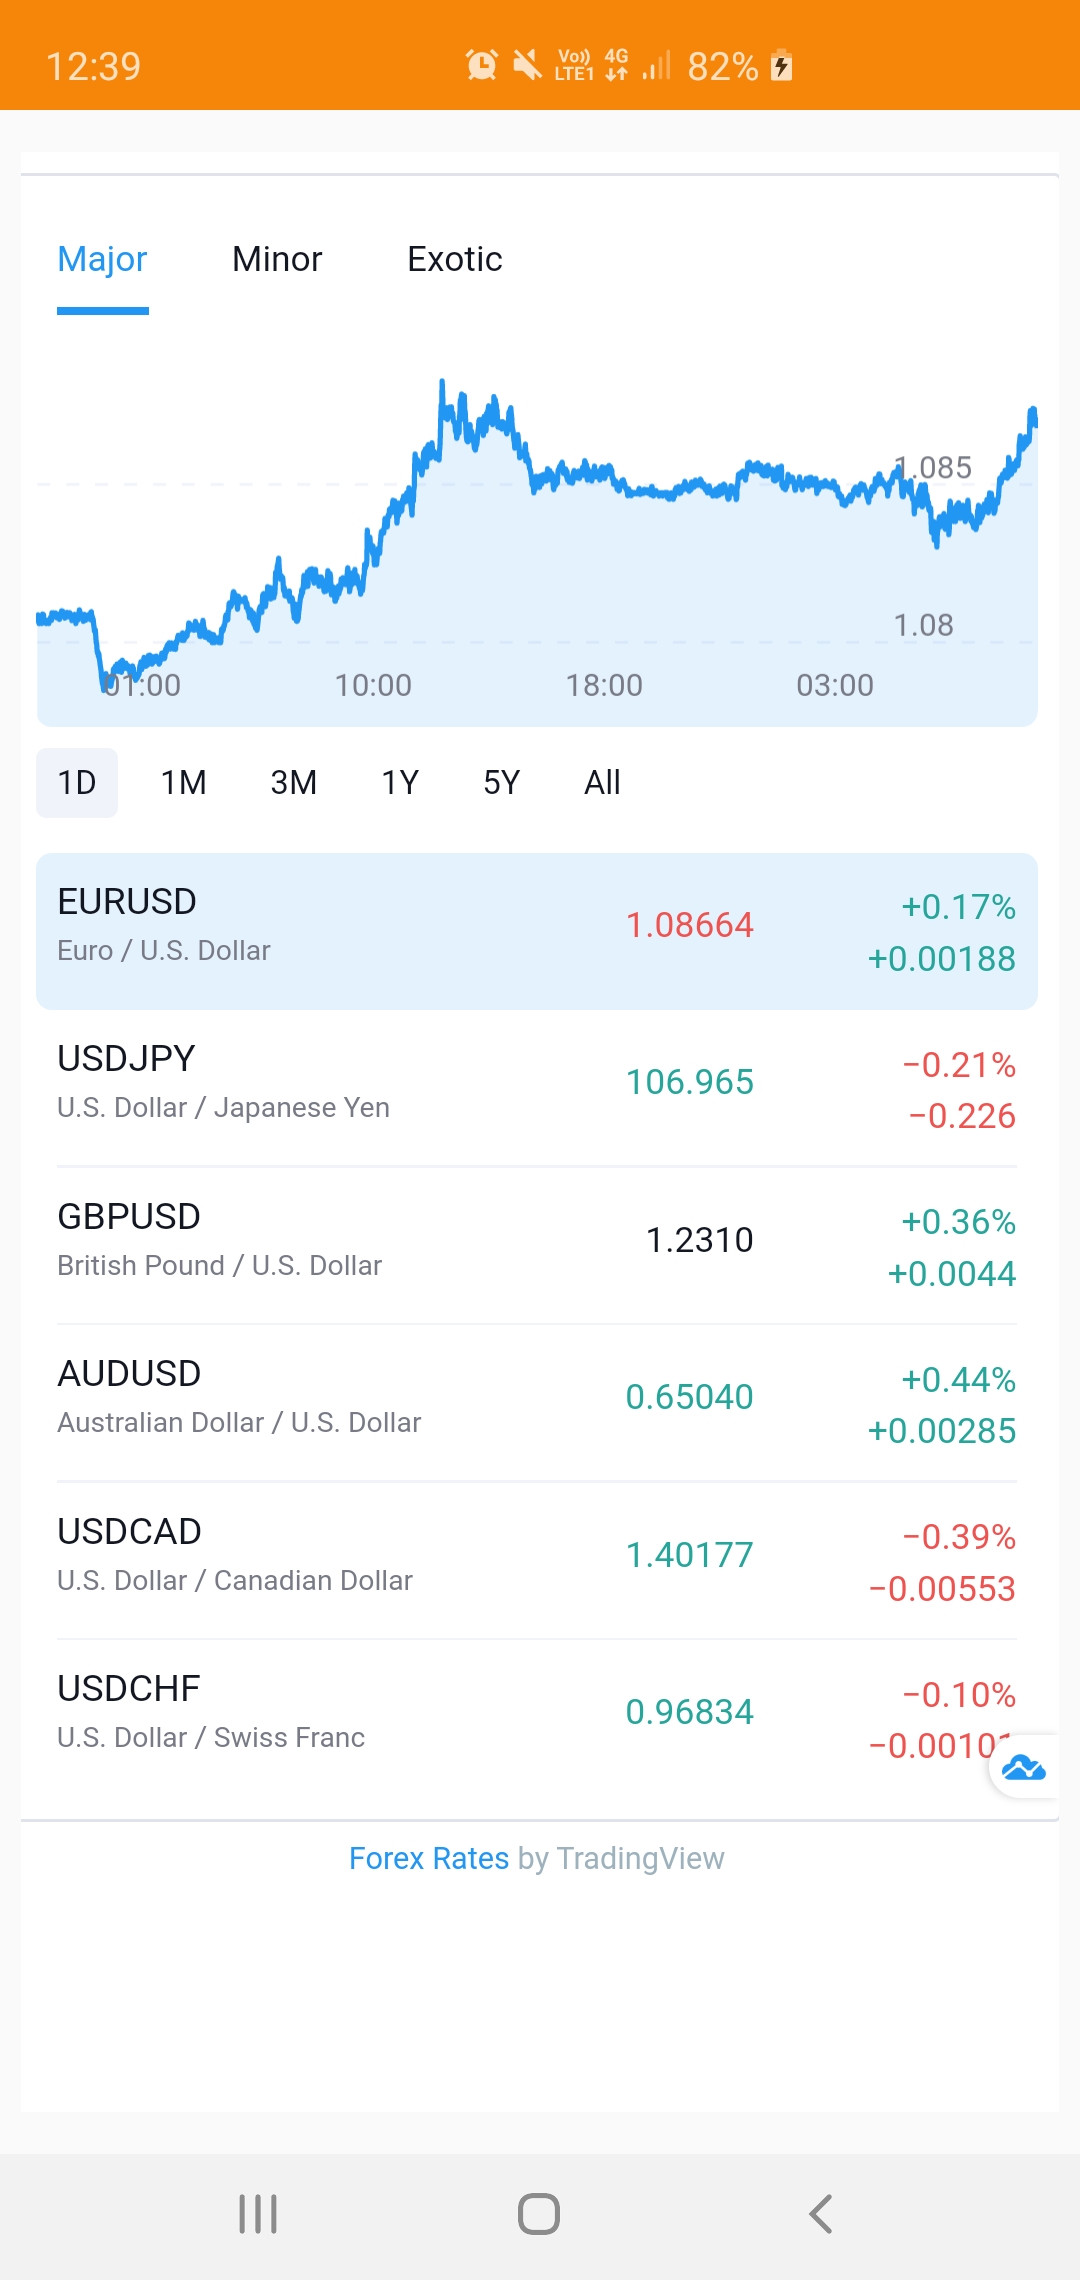 12:39 Vo)) LTE1 4G 82%
Major Minor Exotic
1.085
1.08
01:00 10:00 18:00 03:00
1D 1M 3M 1Y 5Y All
EURUSD
Euro / U.S. Dollar
1.08664
+0.17%
+0.00188
USDJPY
U.S. Dollar / Japanese Yen
106.965
−0.21%
−0.226
GBPUSD
British Pound / U.S. Dollar
1.2310
+0.36%
+0.0044
AUDUSD
Australian Dollar / U.S. Dollar
0.65040
+0.44%
+0.00285
USDCAD
U.S. Dollar / Canadian Dollar
1.40177
−0.39%
−0.00553
USDCHF
U.S. Dollar / Swiss Franc
0.96834
−0.10%
Forex Rates by TradingView